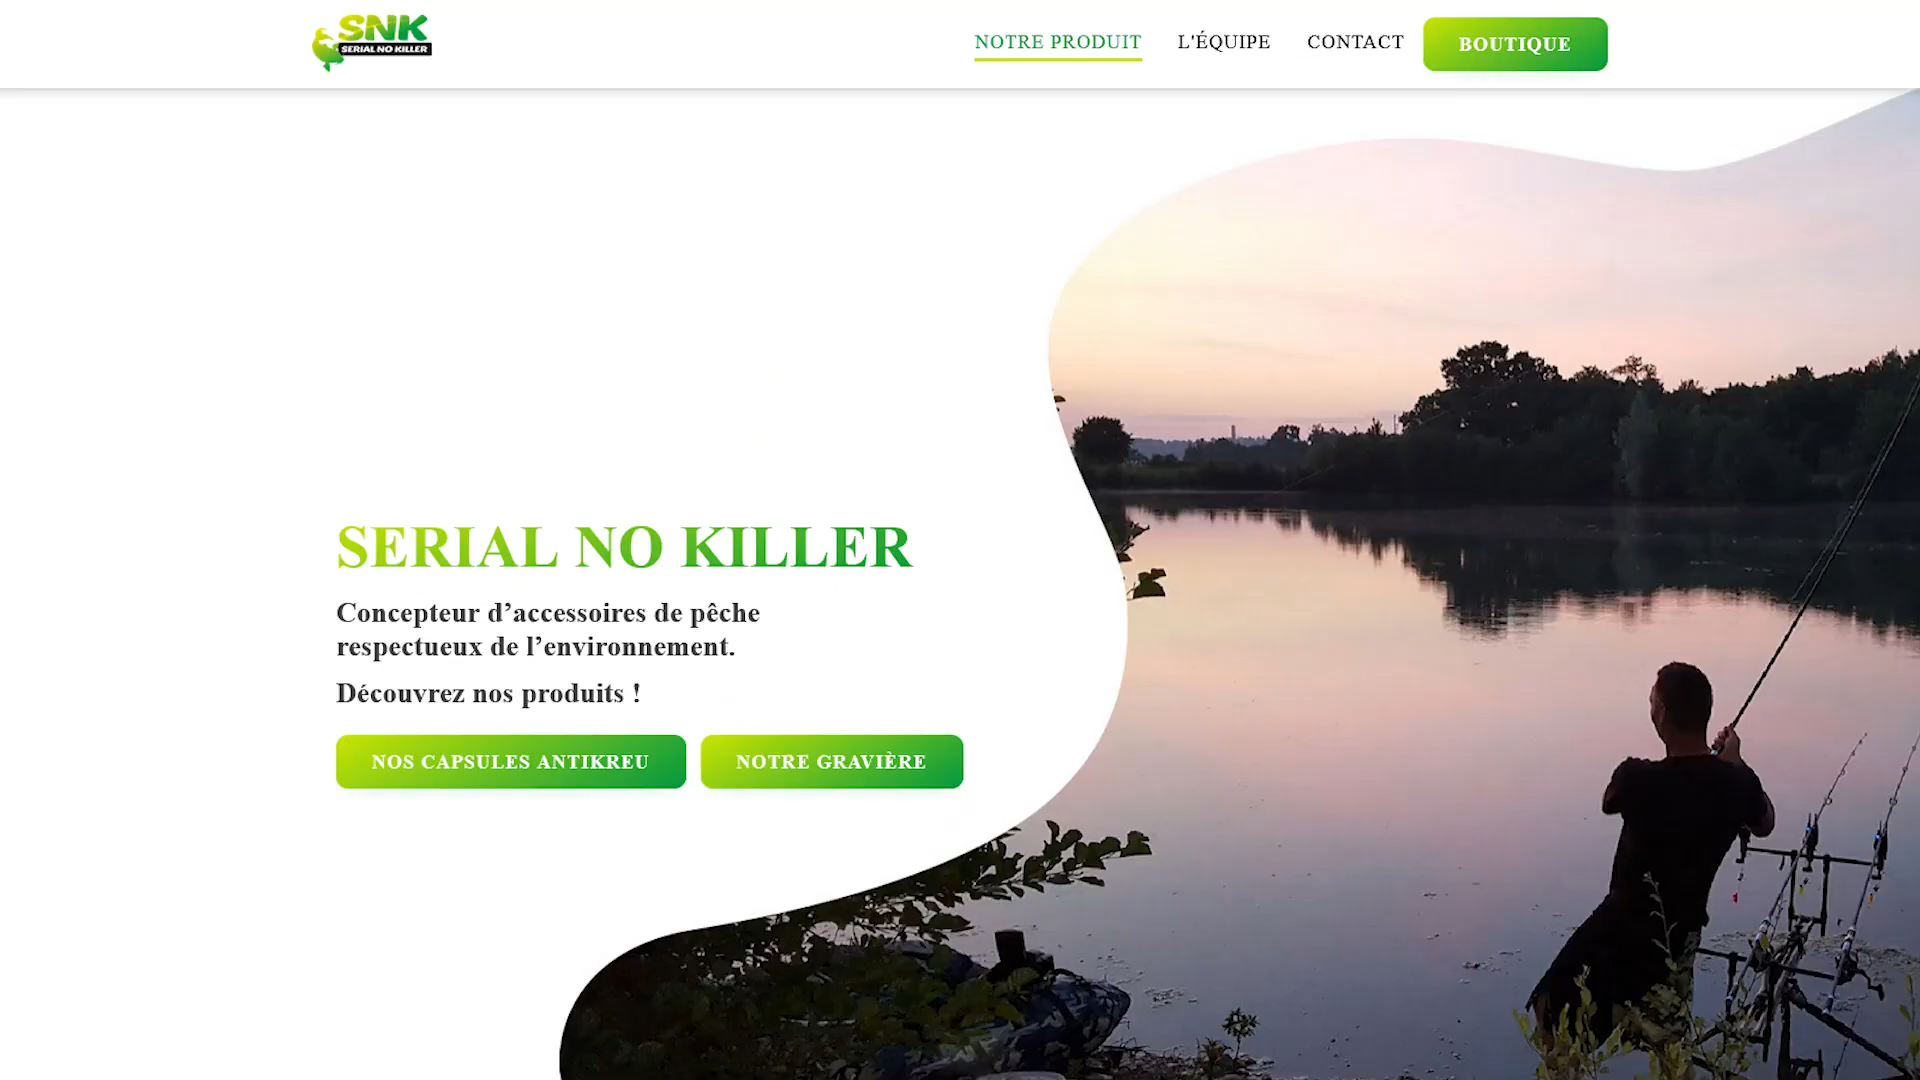 SNK
SERIAL NO KILLER
NOTRE PRODUIT
L'ÉQUIPE
CONTACT
BOUTIQUE
SERIAL NO KILLER
Concepteur d’accessoires de pêche
respectueux de l’environnement.
Découvrez nos produits !
NOS CAPSULES ANTIKREU
NOTRE GRAVIÈRE